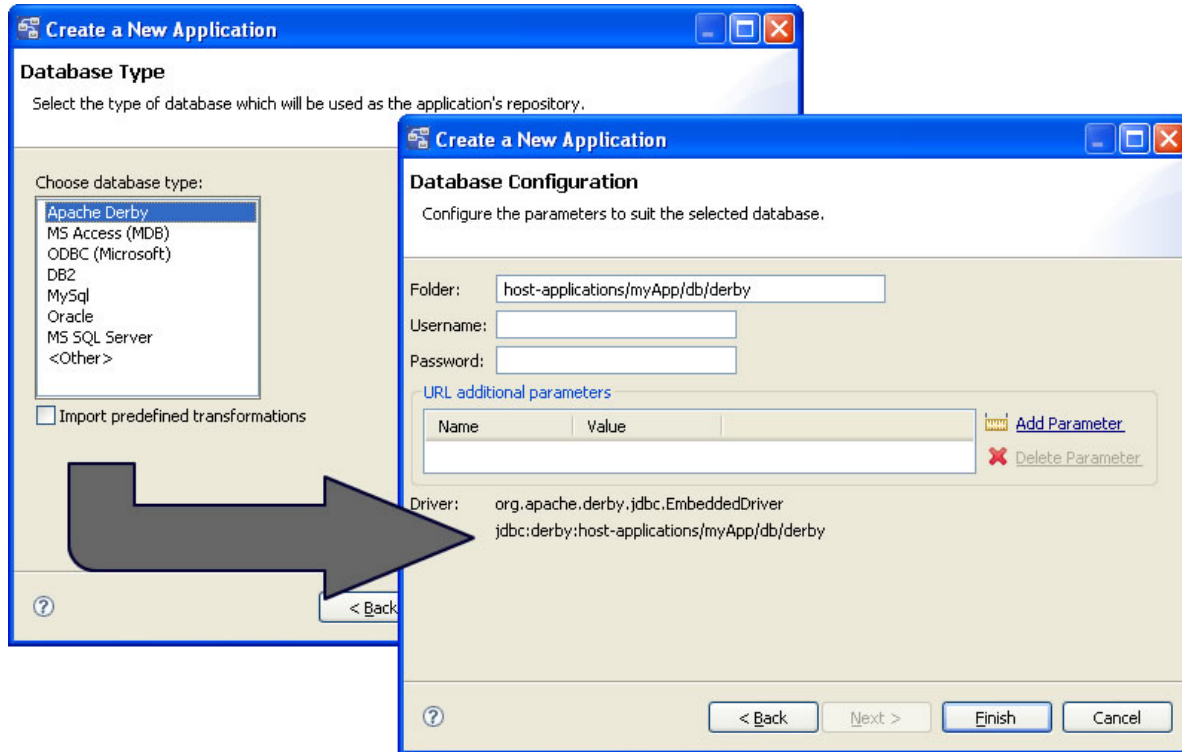 Create a New Application
Database Type
Select the type of database which will be used as the application's repository.
Choose database type:
Apache Derby
MS Access (MDB)
ODBC (Microsoft)
DB2
MySql
Oracle
MS SQL Server
<Other>
Import predefined transformations
?
< Back
Create a New Application
Database Configuration
Configure the parameters to suit the selected database.
Folder: host-applications/myApp/db/derby
Username:
Password:
URL additional parameters
Name Value
Add Parameter
Delete Parameter
Driver: org.apache.derby.jdbc.EmbeddedDriver
jdbc:derby:host-applications/myApp/db/derby
? < Back Next > Finish Cancel